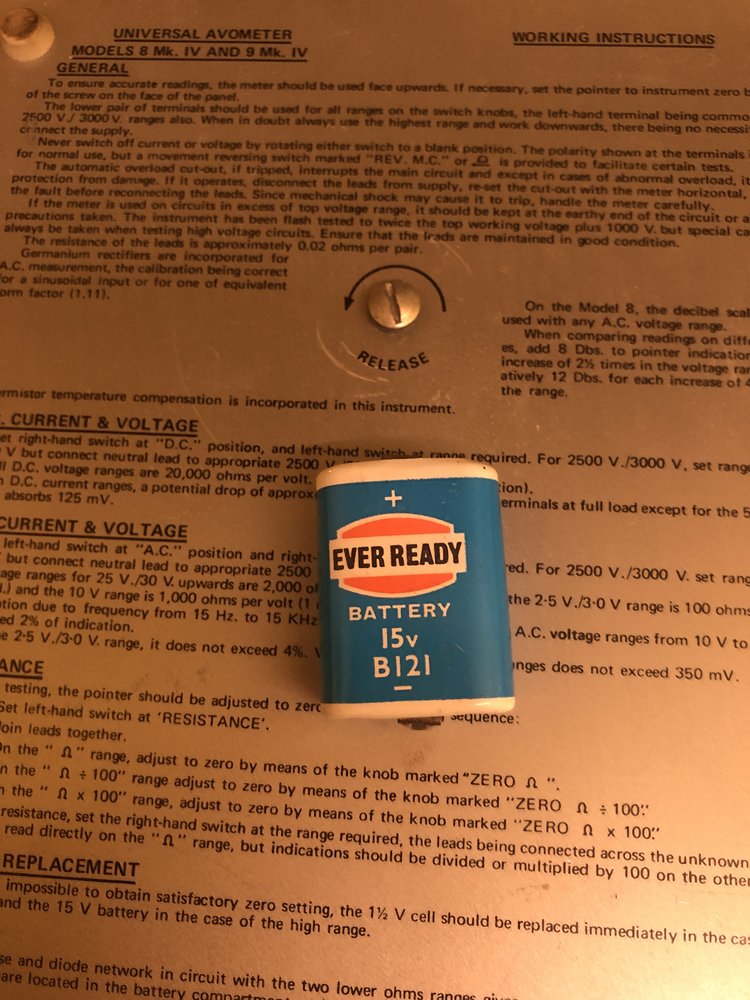 UNIVERSAL AVOMETER
MODELS 8 Mk. IV AND 9 Mk. IV
WORKING INSTRUCTIONS
GENERAL
To ensure accurate readings, the meter should be used face upwards. If necessary, set the pointer to instrument zero b
of the screw on the face of the panel.
The lower pair of terminals should be used for all ranges on the switch knobs, the left-hand terminal being commo
2500 V./ 3000 V. ranges also. When in doubt always use the highest range and work downwards, there being no necessi
connect the supply.
Never switch off current or voltage by rotating either switch to a blank position. The polarity shown at the terminals
for normal use, but a movement reversing switch marked "REV. M.C." or is provided to facilitate certain tests.
The automatic overload cut-out, if tripped, interrupts the main circuit and except in cases of abnormal overload, it
protection from damage. If it operates, disconnect the leads from supply, re-set the cut-out with the meter horizontal,
the fault before reconnecting the leads. Since mechanical shock may cause it to trip, handle the meter carefully.
If the meter is used on circuits in excess of top voltage range, it should be kept at the earthy end of the circuit or a
precautions taken. The instrument has been flash tested to twice the top working voltage plus 1000 V. but special ca
always be taken when testing high voltage circuits. Ensure that the leads are maintained in good condition.
The resistance of the leads is approximately 0.02 ohms per pair.
Germanium rectifiers are incorporated for
A.C. measurement, the calibration being correct
for a sinusoidal input or for one of equivalent
orm factor (1.11).
RELEASE
On the Model 8, the decibel scal
used with any A.C. voltage range.
When comparing readings on diff
es, add 8 Dbs. to pointer indication
increase of 2½ times in the voltage ran
atively 12 Dbs. for each increase of 4
the range.
ermistor temperature compensation is incorporated in this instrument.
. CURRENT & VOLTAGE
et right-hand switch at "D.C." position, and left-hand switch at range required. For 2500 V./3000 V, set rang
V but connect neutral lead to appropriate 2500
ll D.C. voltage ranges are 20,000 ohms per volt.
n D.C. current ranges, a potential drop of approx
tion).
erminals at full load except for the 5
absorbs 125 mV.
CURRENT & VOLTAGE
left-hand switch at "A.C." position and right-
ed. For 2500 V./3000 V. set rang
but connect neutral lead to appropriate 2500
age ranges for 25 V./30 V. upwards are 2,000 o
the 2·5 V./3·0 V. range is 100 ohms
.) and the 10 V range is 1,000 ohms per volt (1
tion due to frequency from 15 Hz. to 15 KHz
A.C. voltage ranges from 10 V to
ed 2% of indication.
e 2·5 V./3·0 V. range, it does not exceed 4%.
nges does not exceed 350 mV.
+
EVER READY
BATTERY
15v
B121
−
ANCE
testing, the pointer should be adjusted to zero
sequence:
Set left-hand switch at 'RESISTANCE'.
Join leads together.
On the " Ω " range, adjust to zero by means of the knob marked "ZERO Ω ".
n the " Ω ÷ 100" range adjust to zero by means of the knob marked "ZERO Ω ÷ 100."
n the " Ω x 100" range, adjust to zero by means of the knob marked "ZERO Ω x 100."
resistance, set the right-hand switch at the range required, the leads being connected across the unknown
read directly on the "Ω" range, but indications should be divided or multiplied by 100 on the other
REPLACEMENT
impossible to obtain satisfactory zero setting, the 1½ V cell should be replaced immediately in the cas
and the 15 V battery in the case of the high range.
se and diode network in circuit with the two lower ohms ranges
are located in the battery